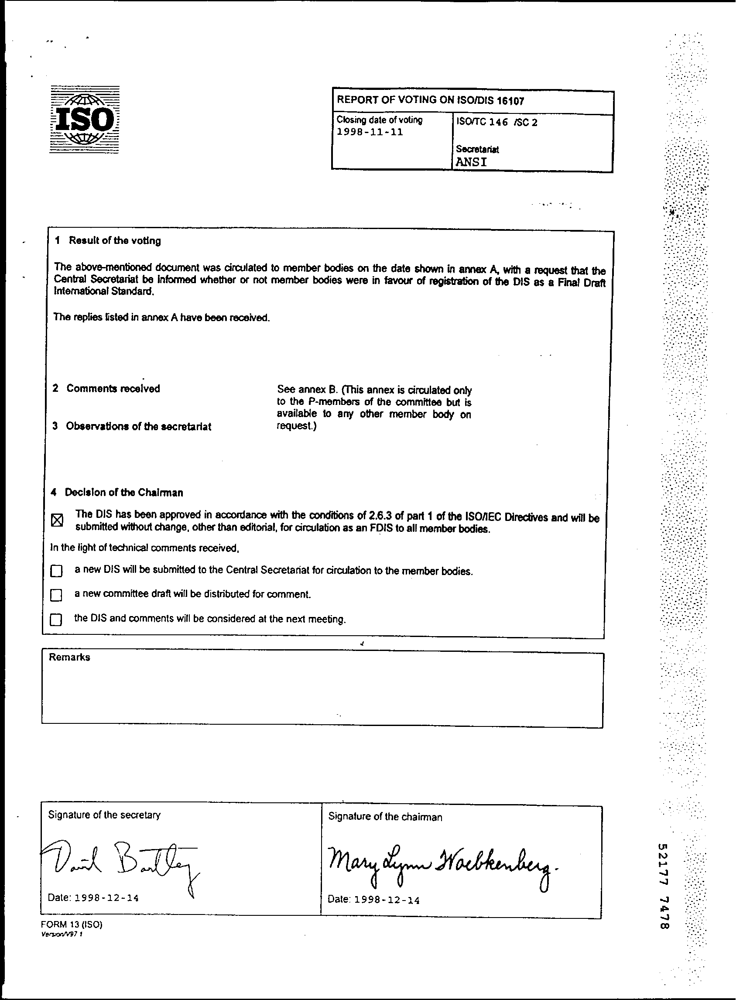 ISO
REPORT OF VOTING ON ISO/DIS 16107
Closing date of voting
1998-11-11
ISO/TC 146 /SC 2
Secretariat
ANSI
1 Result of the voting
The above-mentioned document was circulated to member bodies on the date shown in annex A, with a request that the
Central Secretariat be informed whether or not member bodies were in favour of registration of the DIS as a Final Draft
International Standard.
The replies listed in annex A have been received.
2 Comments received
See annex B. (This annex is circulated only
to the P-members of the committee but is
available to any other member body on
request.)
3 Observations of the secretariat
4 Decision of the Chairman
☒ The DIS has been approved in accordance with the conditions of 2.6.3 of part 1 of the ISO/IEC Directives and will be
submitted without change, other than editorial, for circulation as an FDIS to all member bodies.
In the light of technical comments received,
☐ a new DIS will be submitted to the Central Secretariat for circulation to the member bodies.
☐ a new committee draft will be distributed for comment.
☐ the DIS and comments will be considered at the next meeting.
Remarks
Signature of the secretary
David Bartley
Date: 1998-12-14
Signature of the chairman
Mary Lynn Woebkenberg.
Date: 1998-12-14
FORM 13 (ISO)
52177 7478